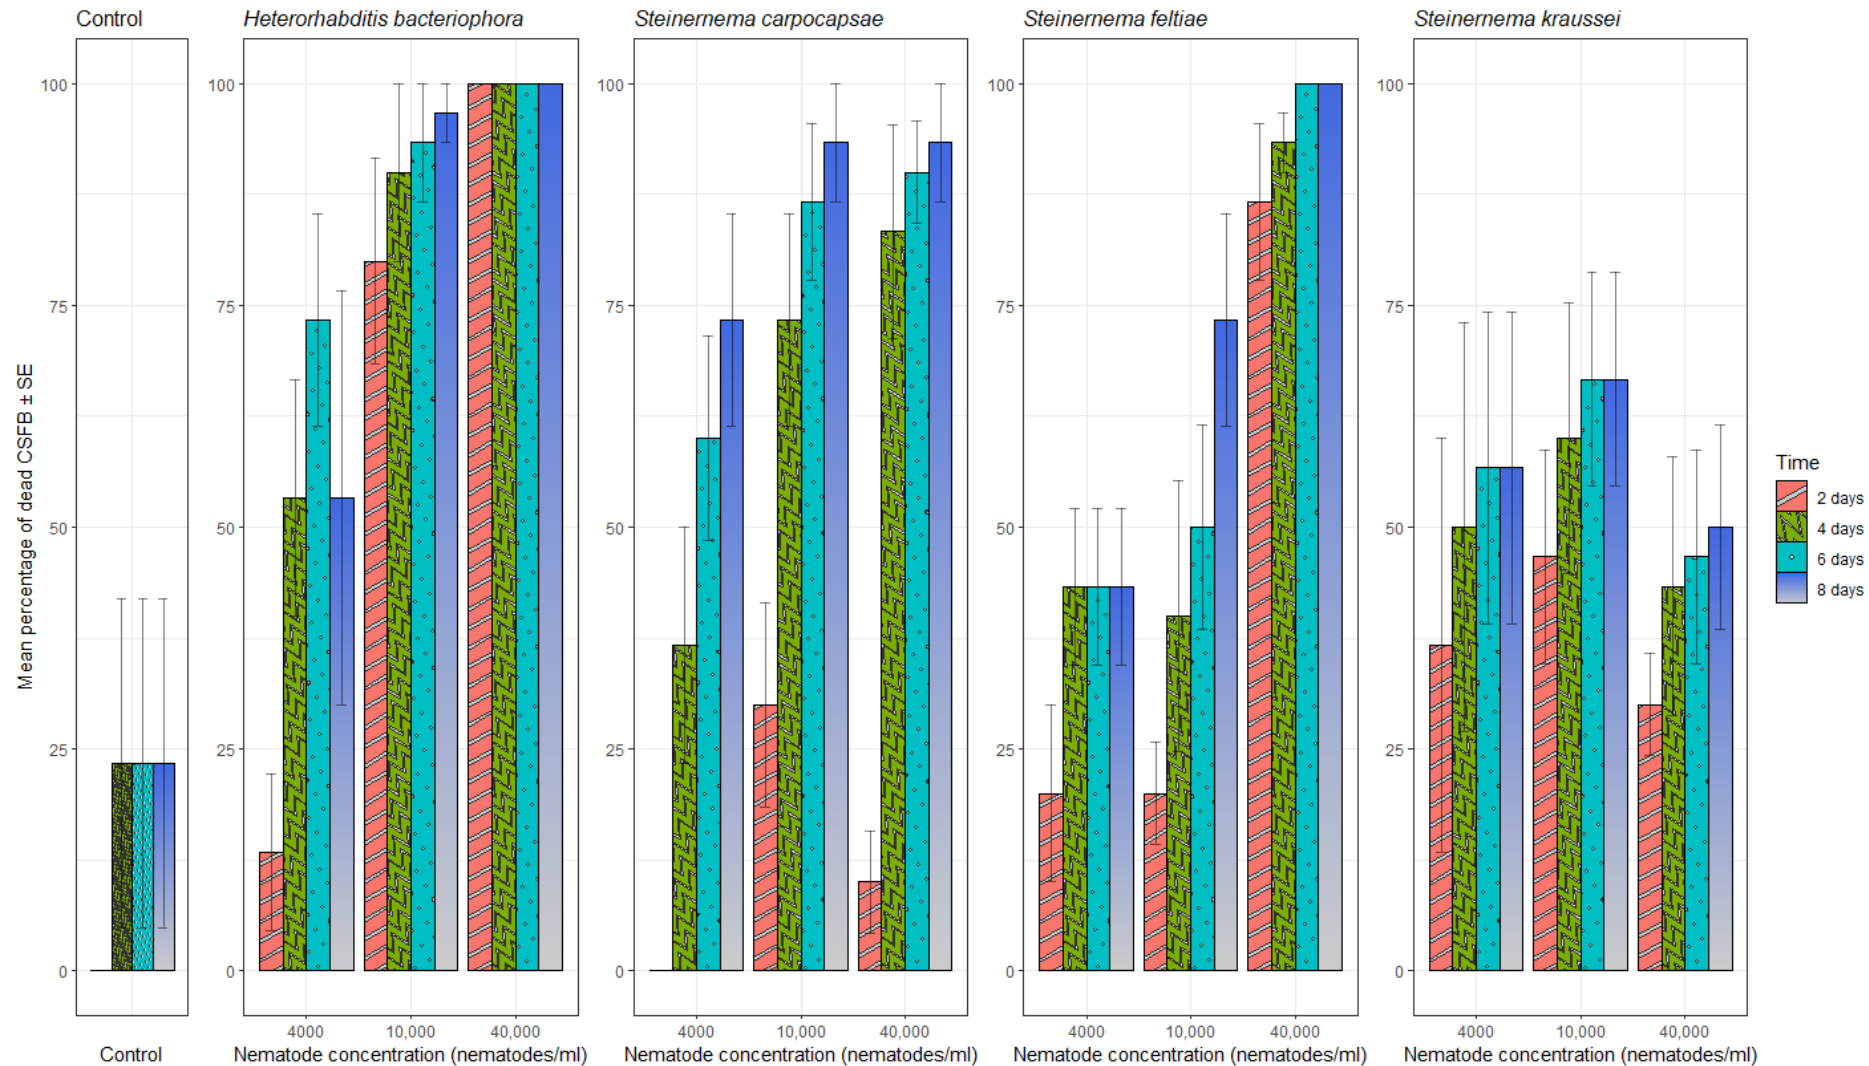 Control
Heterorhabditis bacteriophora
Steinernema carpocapsae
Steinernema feltiae
Steinernema kraussei
Mean percentage of dead CSFB ± SE
100
75
50
25
0
100
75
50
25
0
100
75
50
25
0
100
75
50
25
0
100
75
50
25
0
Time
2 days
4 days
6 days
8 days
4000 10,000 40,000
4000 10,000 40,000
4000 10,000 40,000
4000 10,000 40,000
Control
Nematode concentration (nematodes/ml)
Nematode concentration (nematodes/ml)
Nematode concentration (nematodes/ml)
Nematode concentration (nematodes/ml)